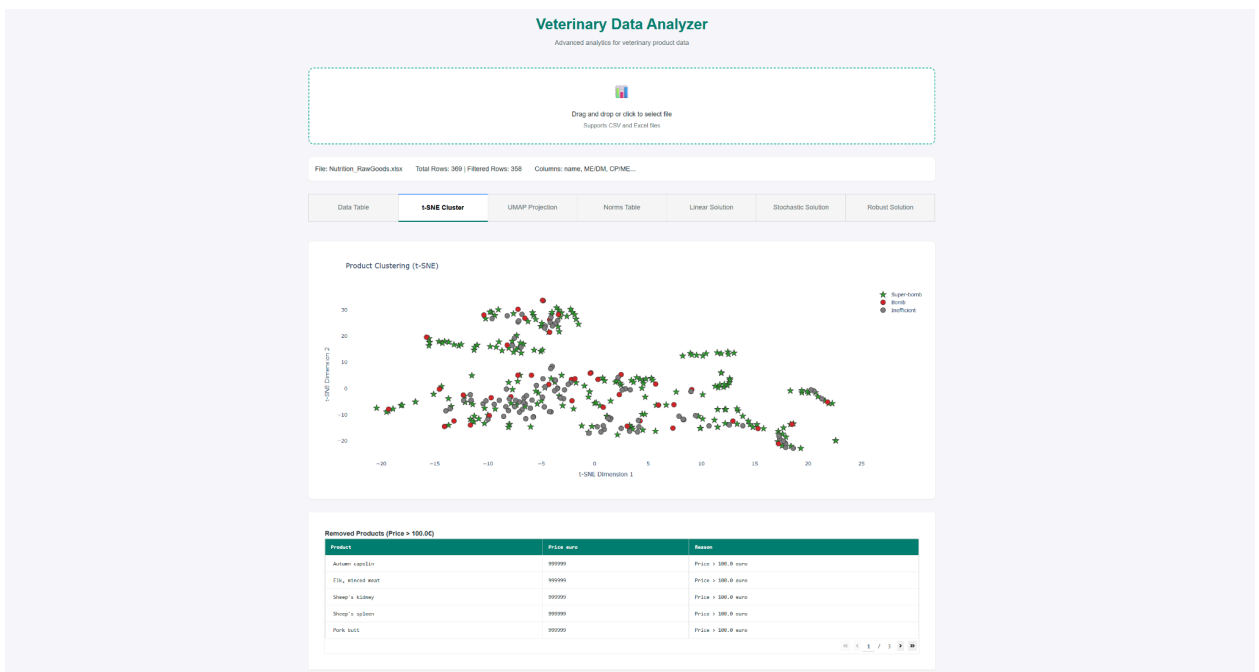 Veterinary Data Analyzer
Advanced analytics for veterinary product data
Drag and drop or click to select file
Supports CSV and Excel files
File: Nutrition_RawGoods.xlsx Total Rows: 369 | Filtered Rows: 358 Columns: name, ME/DM, CP/ME...
Data Table t-SNE Cluster UMAP Projection Norms Table Linear Solution Stochastic Solution Robust Solution
Product Clustering (t-SNE)
Super-bomb
Bomb
Inefficient
30
20
10
0
−10
−20
t-SNE Dimension 2
−20 −15 −10 −5 0 5 10 15 20 25
t-SNE Dimension 1
Removed Products (Price > 100.0€)
Product Price euro Reason
Autumn capelin 999999 Price > 100.0 euro
Elk, minced meat 999999 Price > 100.0 euro
Sheep's kidney 999999 Price > 100.0 euro
Sheep's spleen 999999 Price > 100.0 euro
Pork butt 999999 Price > 100.0 euro
« < 1 / 3 > »